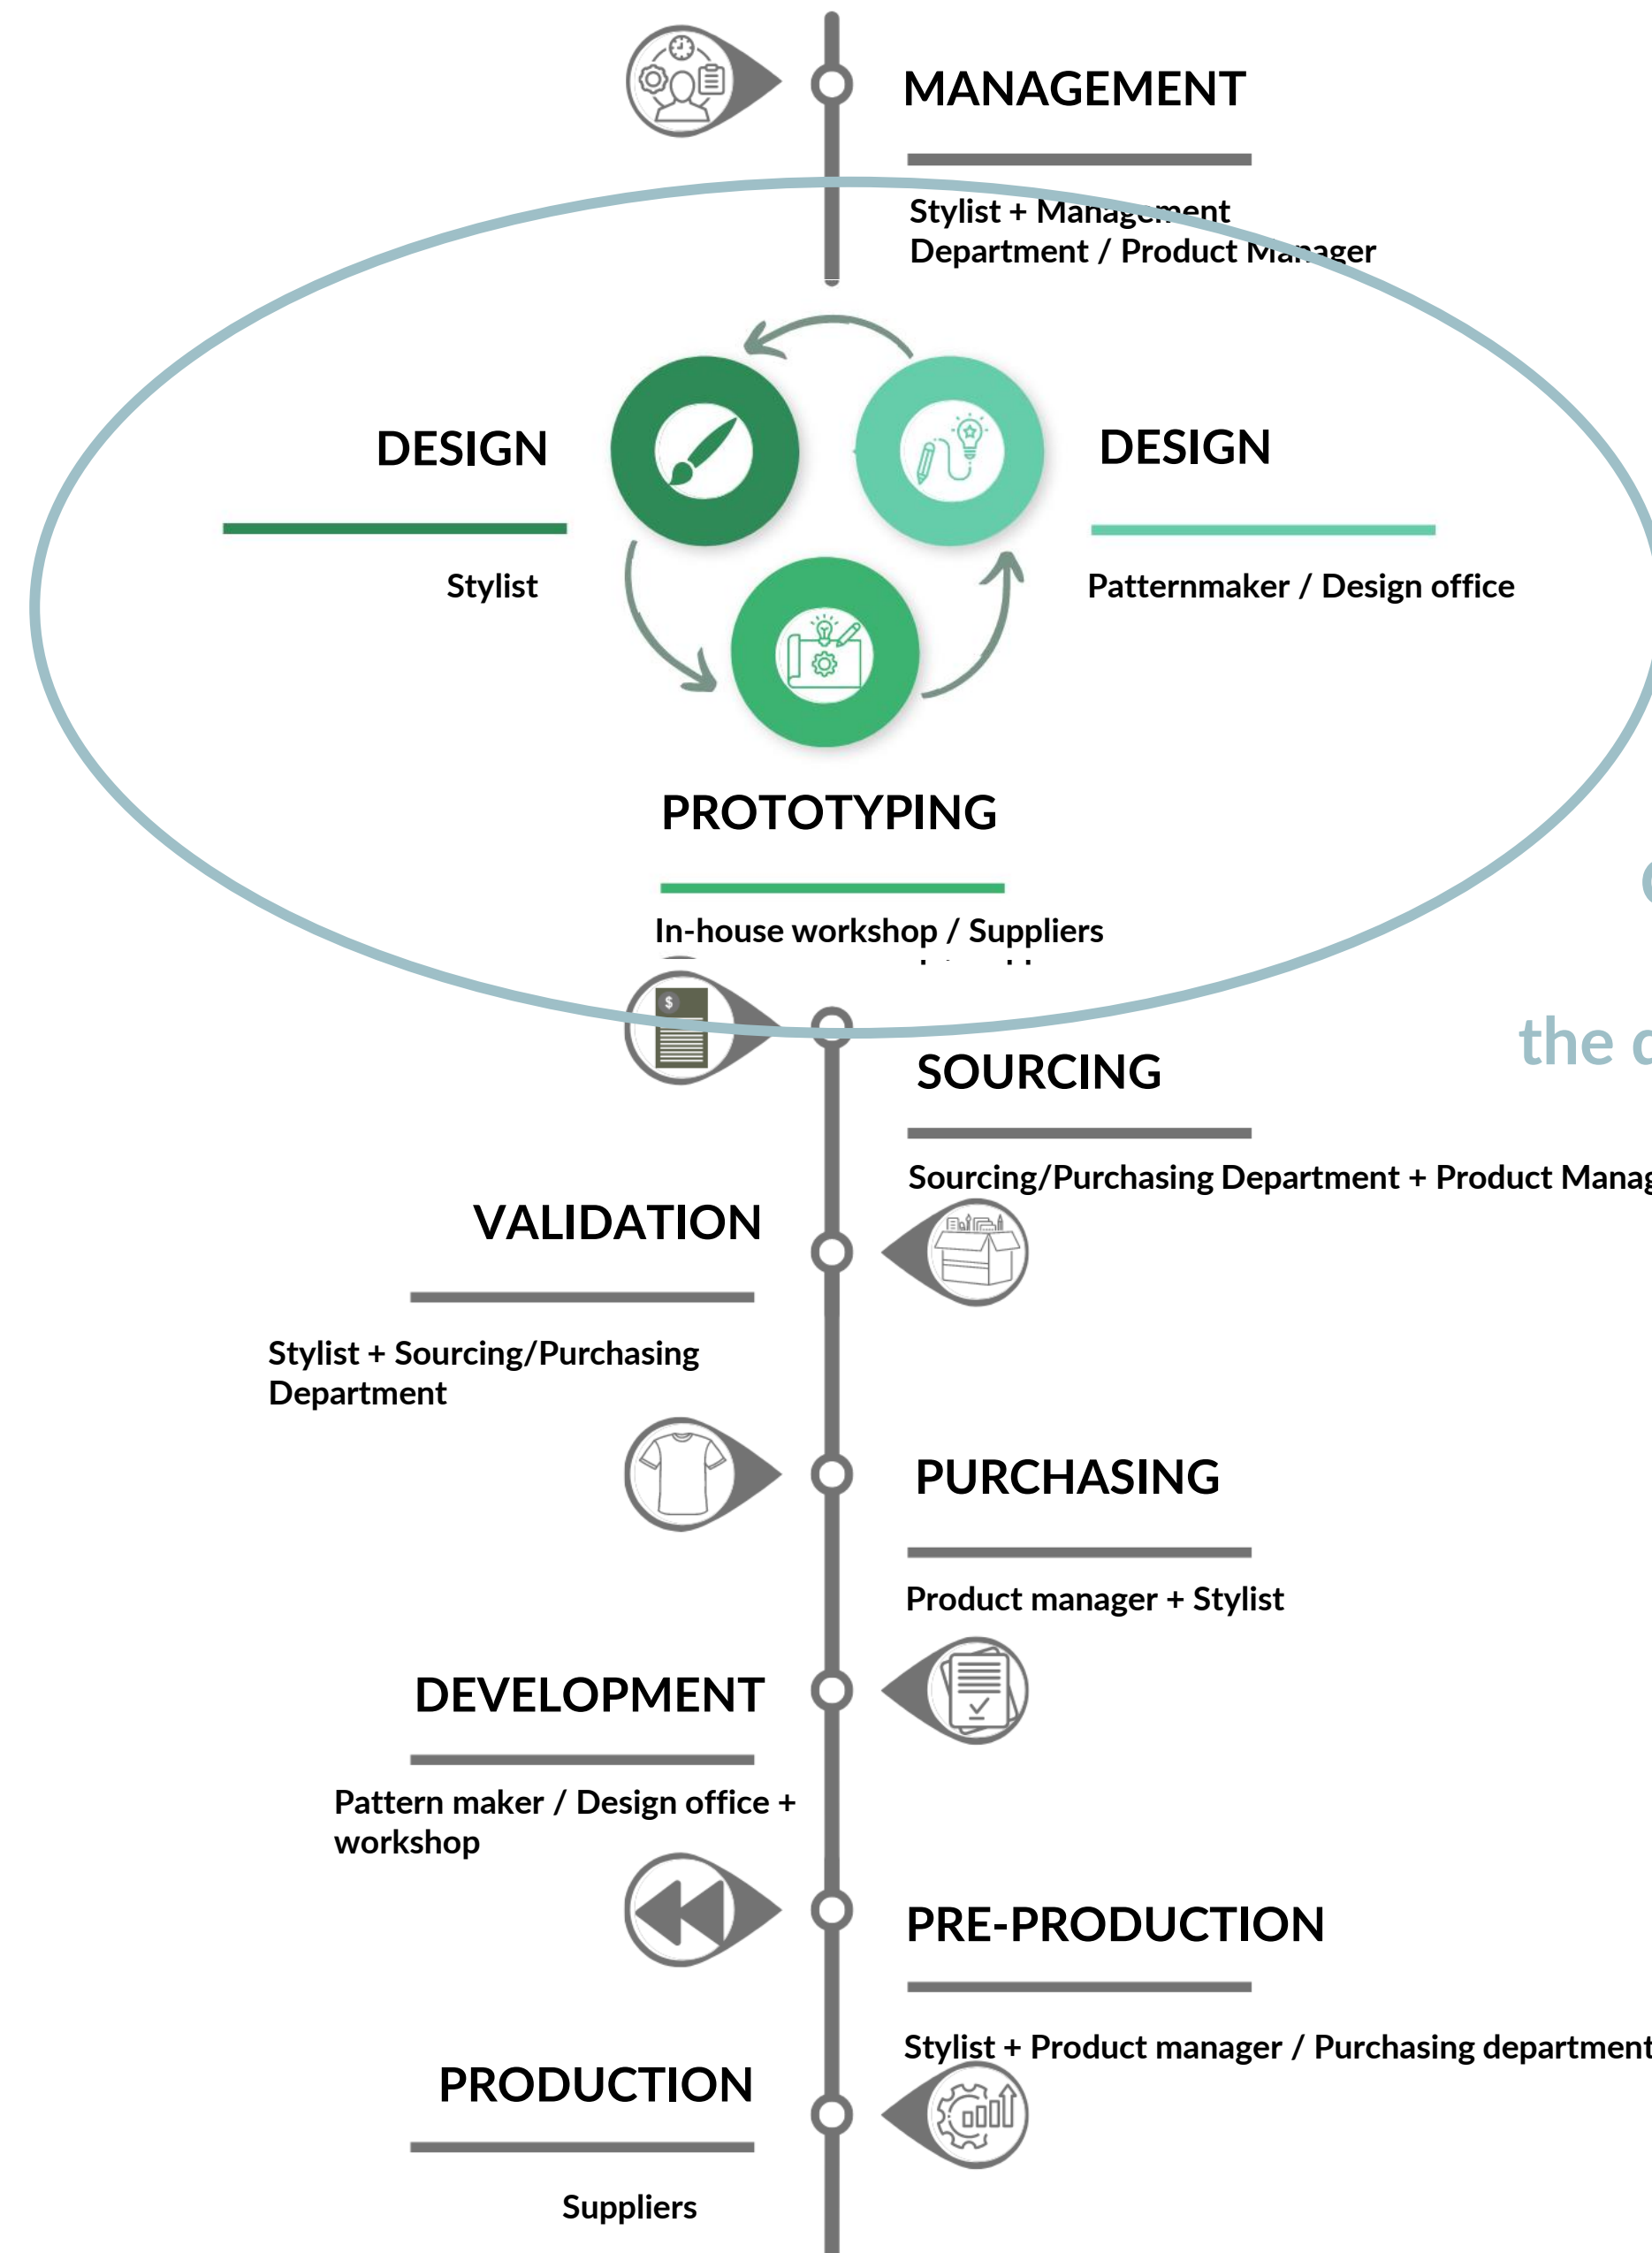 MANAGEMENT
Stylist + Management
Department / Product Manager
DESIGN
Stylist
DESIGN
Patternmaker / Design office
PROTOTYPING
In-house workshop / Suppliers
the
SOURCING
Sourcing/Purchasing Department + Product
VALIDATION
Stylist + Sourcing/Purchasing
Department
$
PURCHASING
Product manager + Stylist
DEVELOPMENT
Pattern maker / Design office +
workshop
PRE-PRODUCTION
Stylist + Product manager / Purchasing department
PRODUCTION
Suppliers